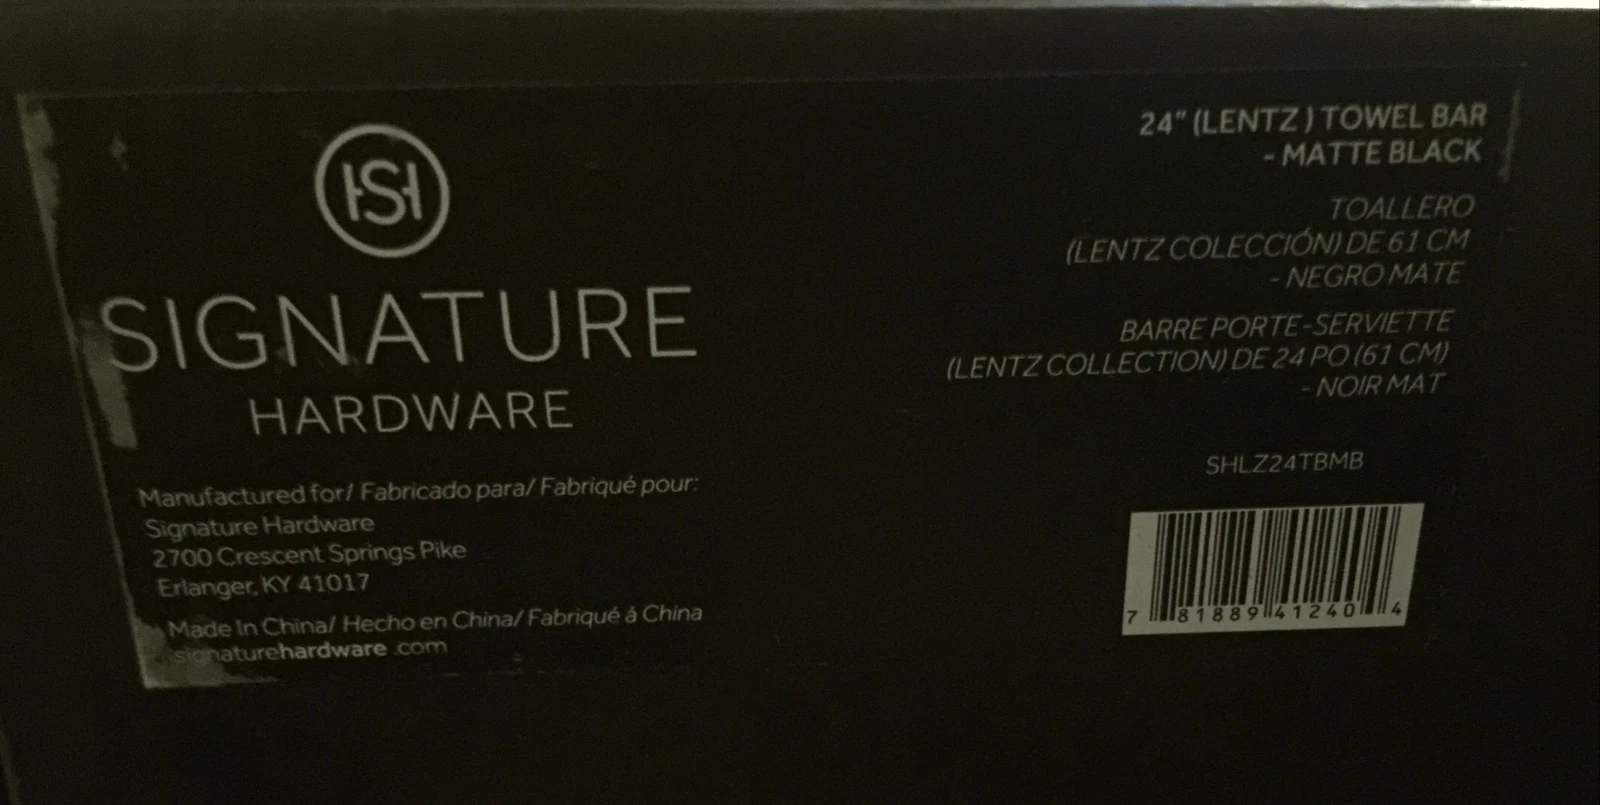 SIGNATURE
HARDWARE
Manufactured for/ Fabricado para/ Fabriqué pour:
Signature Hardware
2700 Crescent Springs Pike
Erlanger, KY 41017
Made In China/ Hecho en China/ Fabriqué á China
signaturehardware .com
24" (LENTZ ) TOWEL BAR
- MATTE BLACK
TOALLERO
(LENTZ COLECCIÓN) DE 61 CM
- NEGRO MATE
BARRE PORTE-SERVIETTE
(LENTZ COLLECTION) DE 24 PO (61 CM)
- NOIR MAT
SHLZ24TBMB
7 81889 41240 4